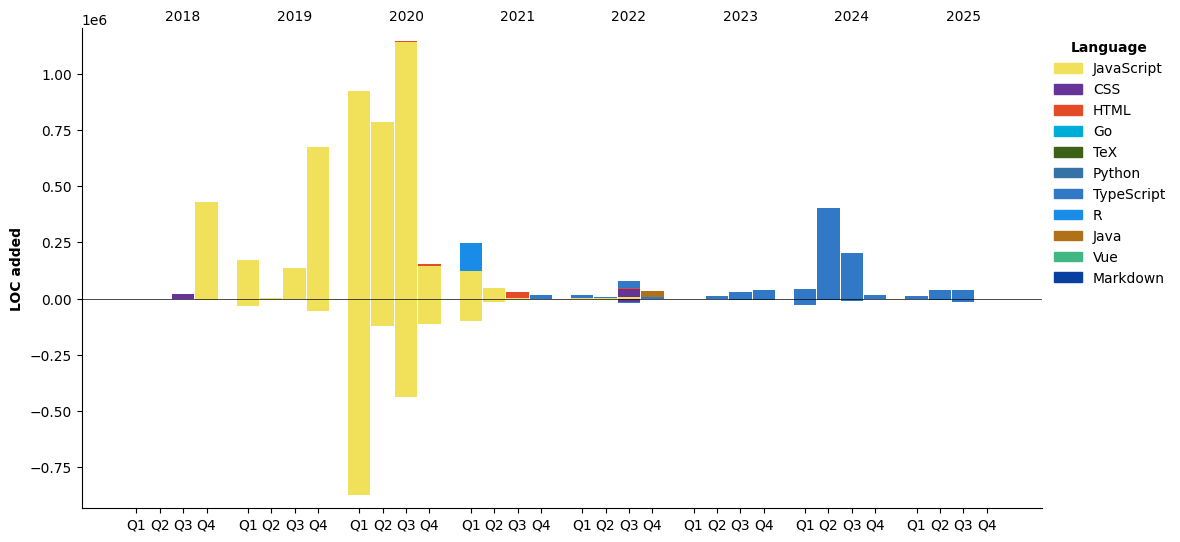 1e6
2018 2019 2020 2021 2022 2023 2024 2025
Language
JavaScript
CSS
HTML
Go
TeX
Python
TypeScript
R
Java
Vue
Markdown
LOC added
1.00
0.75
0.50
0.25
0.00
−0.25
−0.50
−0.75
Q1 Q2 Q3 Q4 Q1 Q2 Q3 Q4 Q1 Q2 Q3 Q4 Q1 Q2 Q3 Q4 Q1 Q2 Q3 Q4 Q1 Q2 Q3 Q4 Q1 Q2 Q3 Q4 Q1 Q2 Q3 Q4